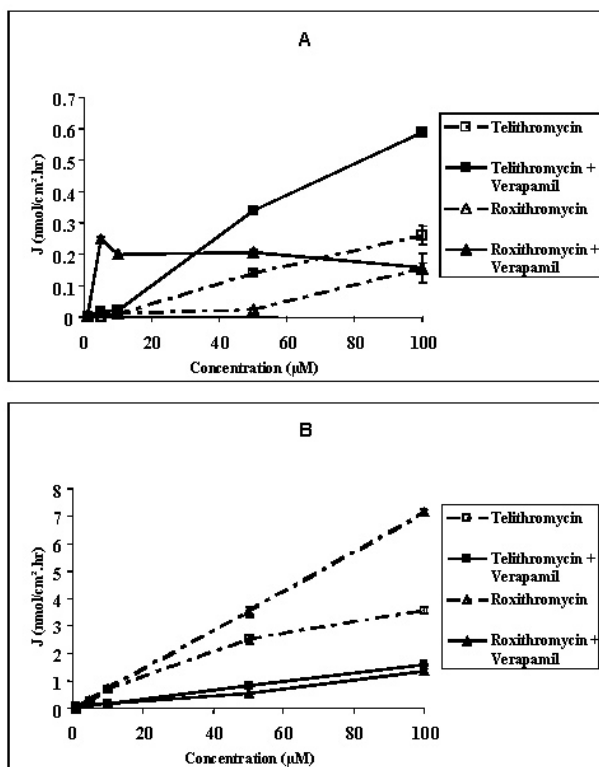 A
0.7
0.6
0.5
0.4
0.3
0.2
0.1
0
J (nmol/cm².hr)
0
20
40
60
80
100
Concentration (µM)
Telithromycin
Telithromycin +
Verapamil
Roxithromycin
Roxithromycin +
Verapamil
B
8
7
6
5
4
3
2
1
0
J (nmol/cm².hr)
0
20
40
60
80
100
Concentration (µM)
Telithromycin
Telithromycin +
Verapamil
Roxithromycin
Roxithromycin +
Verapamil